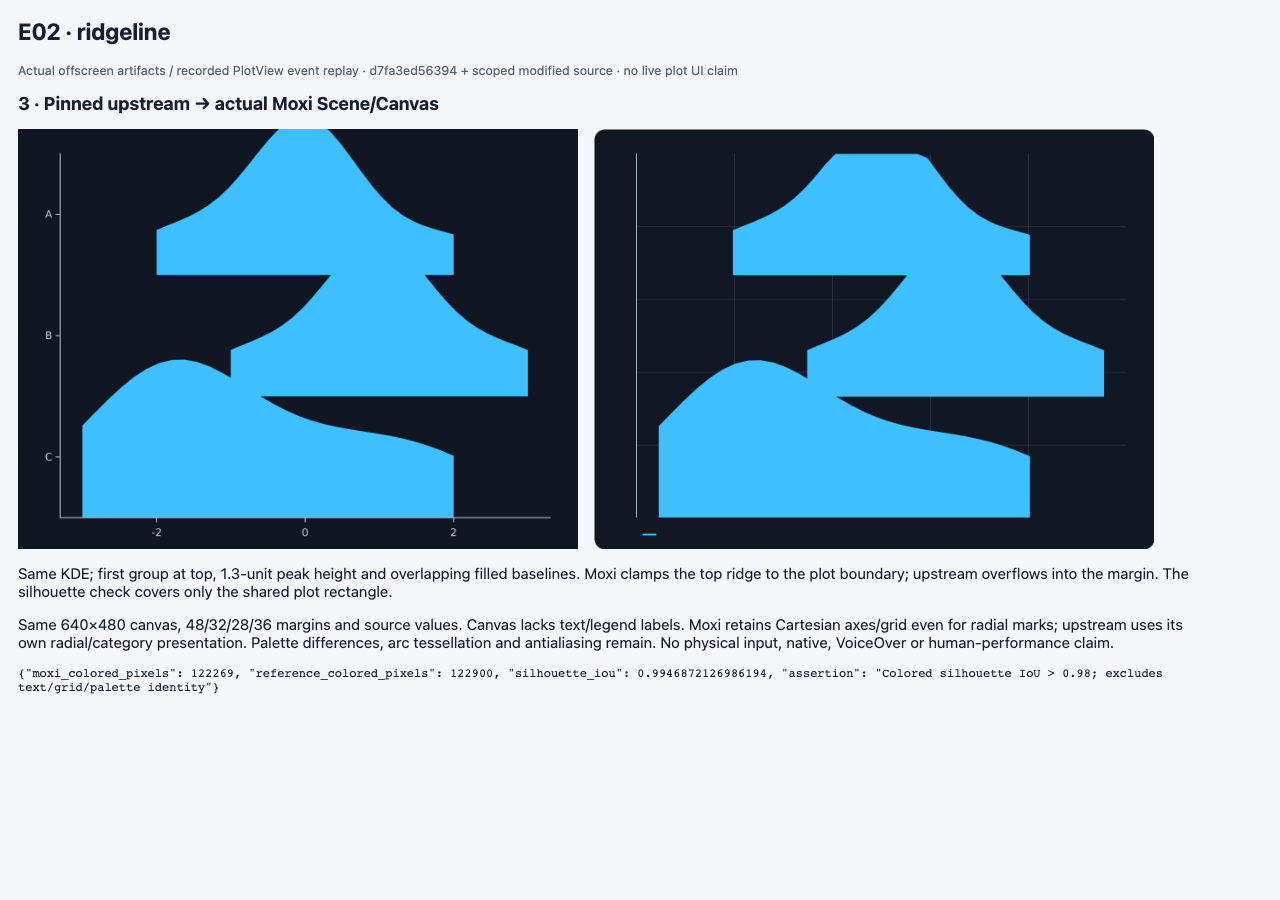 E02 · ridgeline
Actual offscreen artifacts / recorded PlotView event replay · d7fa3ed56394 + scoped modified source · no live plot UI claim
3 · Pinned upstream → actual Moxi Scene/Canvas
A
B
C
-2
0
2
Same KDE; first group at top, 1.3-unit peak height and overlapping filled baselines. Moxi clamps the top ridge to the plot boundary; upstream overflows into the margin. The
silhouette check covers only the shared plot rectangle.
Same 640×480 canvas, 48/32/28/36 margins and source values. Canvas lacks text/legend labels. Moxi retains Cartesian axes/grid even for radial marks; upstream uses its
own radial/category presentation. Palette differences, arc tessellation and antialiasing remain. No physical input, native, VoiceOver or human-performance claim.
{"moxi_colored_pixels": 122269, "reference_colored_pixels": 122900, "silhouette_iou": 0.9946872126986194, "assertion": "Colored silhouette IoU > 0.98; excludes
text/grid/palette identity"}